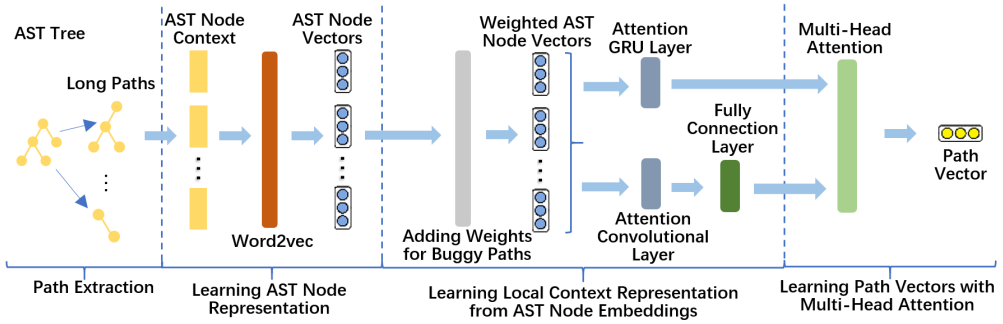 AST Tree
Long Paths
AST Node
Context
Word2vec
AST Node
Vectors
Adding Weights
for Buggy Paths
Weighted AST
Node Vectors
Attention
GRU Layer
Attention
Convolutional
Layer
Fully
Connection
Layer
Multi-Head
Attention
Path
Vector
Path Extraction
Learning AST Node
Representation
Learning Local Context Representation
from AST Node Embeddings
Learning Path Vectors with
Multi-Head Attention